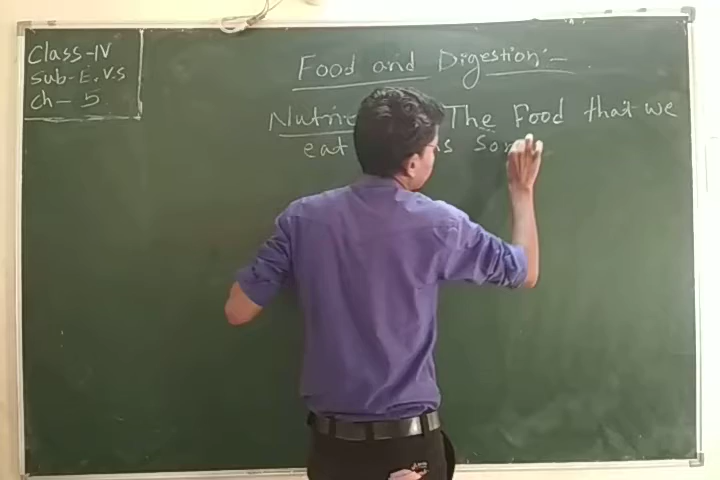 Class-IV
Sub-E.V.S
Ch- 5
Food and Digestion:-
The Food that we
eat